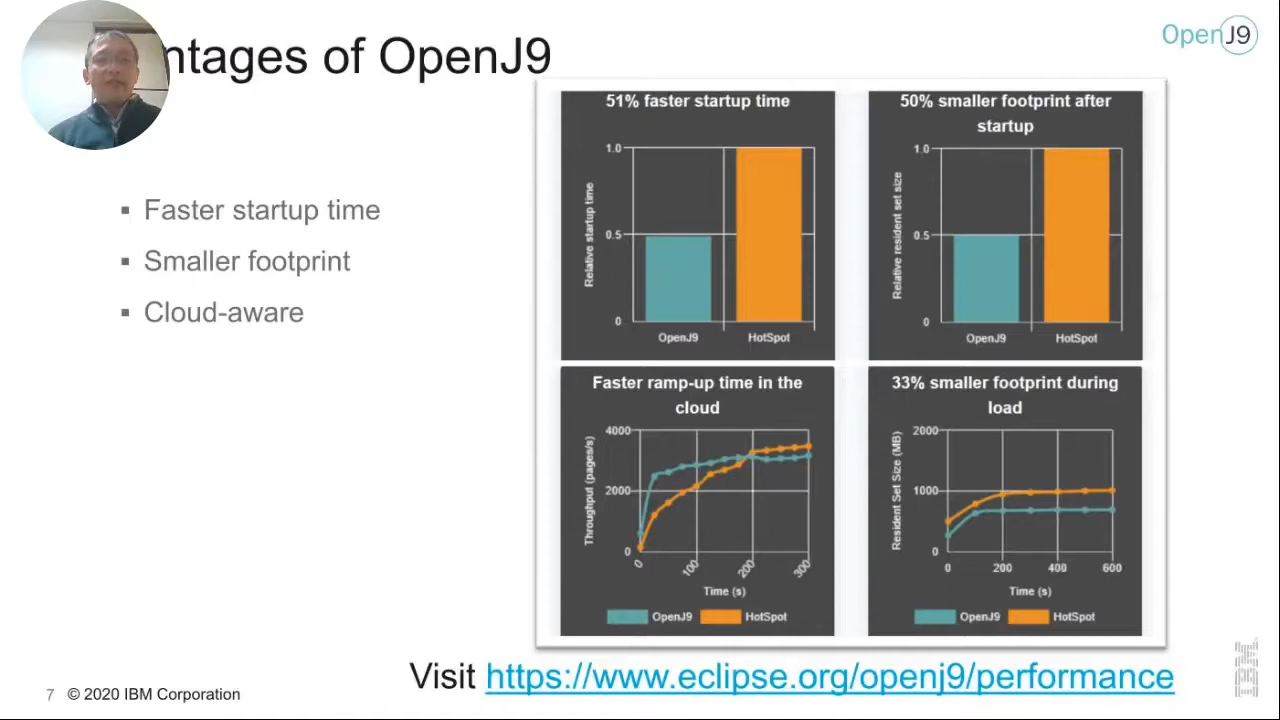 ntages of OpenJ9
OpenJ9
Faster startup time
Smaller footprint
Cloud-aware
51% faster startup time
1.0
0.5
0
Relative startup time
OpenJ9
HotSpot
50% smaller footprint after
startup
1.0
0.5
0
Relative resident set size
OpenJ9
HotSpot
Faster ramp-up time in the
cloud
4000
2000
0
Throughput (pages/s)
0
100
200
300
Time (s)
OpenJ9
HotSpot
33% smaller footprint during
load
2000
1000
0
Resident Set Size (MB)
0
200
400
600
Time (s)
OpenJ9
HotSpot
Visit https://www.eclipse.org/openj9/performance
7 © 2020 IBM Corporation
IBM